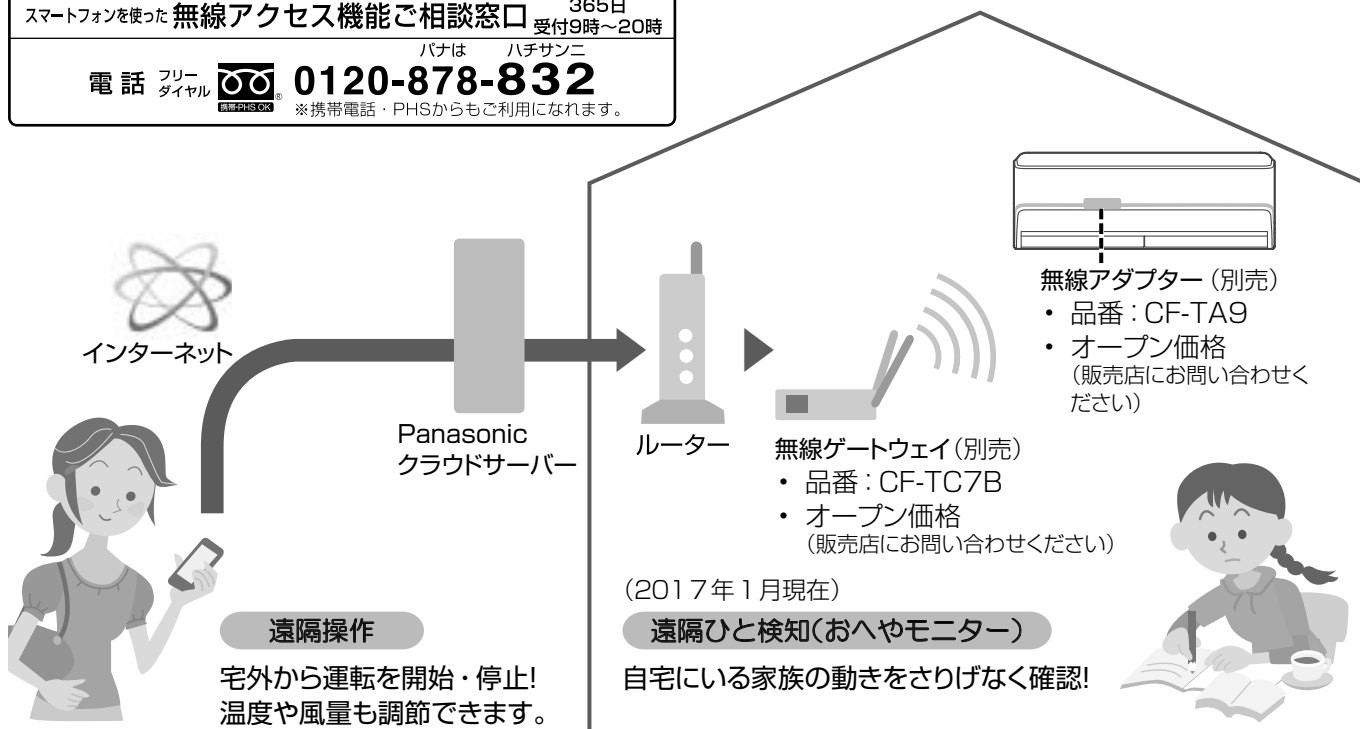 スマートフォンを使った 無線アクセス機能ご相談窓口 365日 受付9時〜20時
パナは ハチサンニ
電話 フリーダイヤル 0120-878-832
携帯・PHS OK
※携帯電話・PHSからもご利用になれます。
インターネット
Panasonic
クラウドサーバー
ルーター
無線ゲートウェイ(別売)
・ 品番：CF-TC7B
・ オープン価格
(販売店にお問い合わせください)
無線アダプター(別売)
・ 品番：CF-TA9
・ オープン価格
(販売店にお問い合わせく
ださい)
(2017年1月現在)
遠隔操作
宅外から運転を開始・停止!
温度や風量も調節できます。
遠隔ひと検知(おへやモニター)
自宅にいる家族の動きをさりげなく確認!